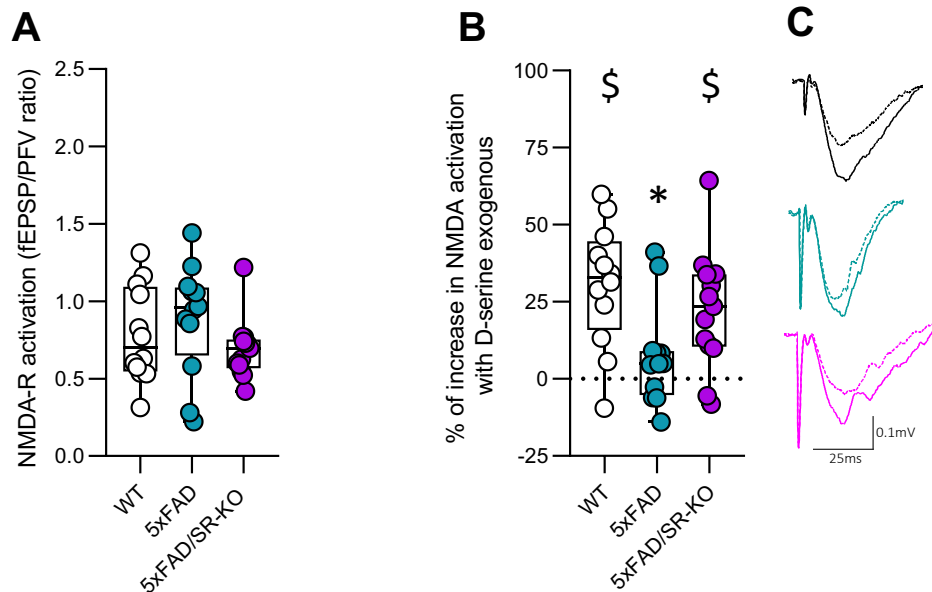 A
B
C
NMDA-R activation (fEPSP/PFV ratio)
2.5
2.0
1.5
1.0
0.5
0.0
WT
5xFAD
5xFAD/SR-KO
% of increase in NMDA activation
with D-serine exogenous
100
75
50
25
0
-25
$
*
$
WT
5xFAD
5xFAD/SR-KO
0.1mV
25ms